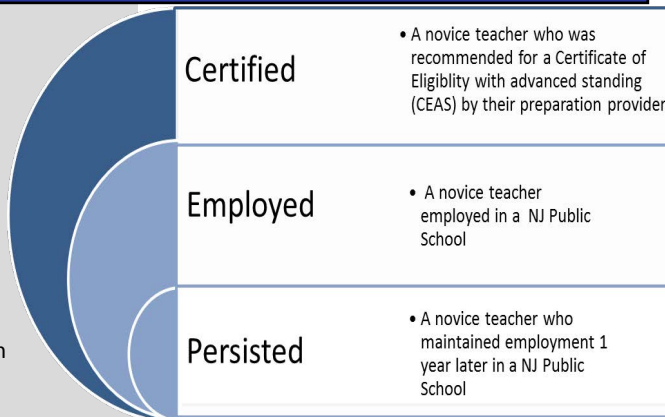 Certified
• A novice teacher who was
recommended for a Certificate of
Eligiblity with advanced standing
(CEAS) by their preparation provider
Employed
• A novice teacher
employed in a NJ Public
School
n
Persisted
• A novice teacher who
maintained employment 1
year later in a NJ Public
School